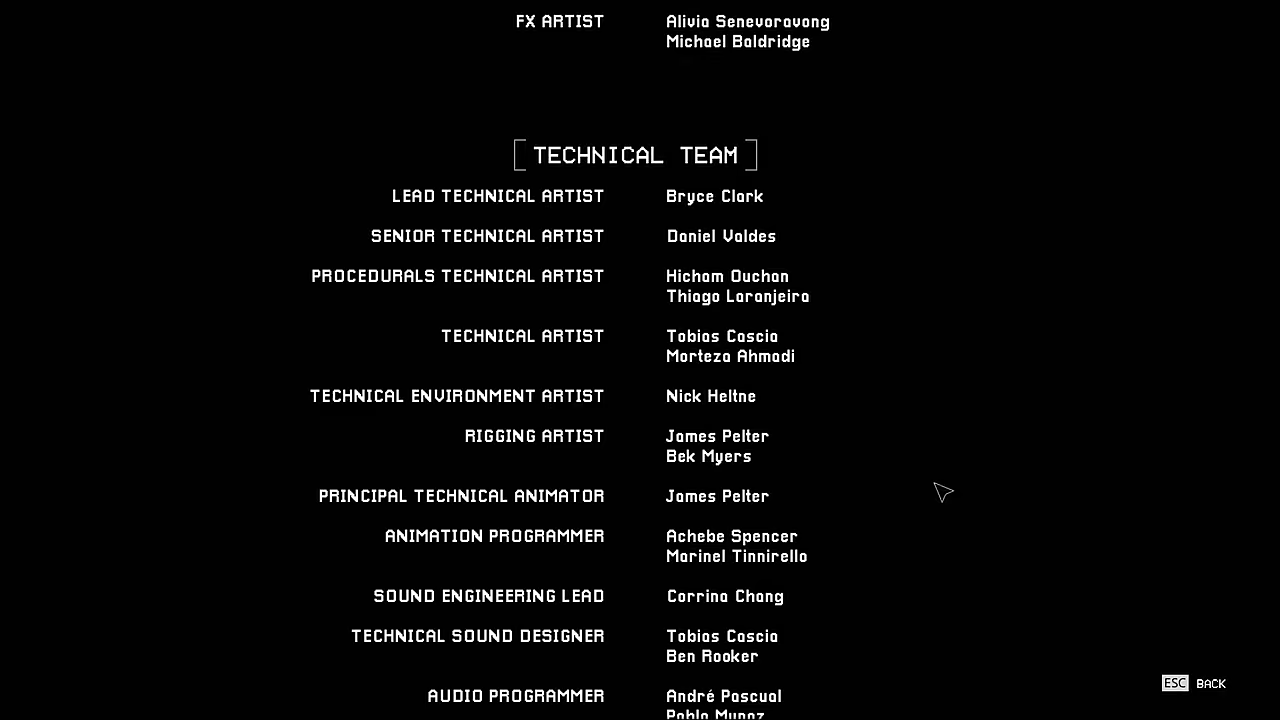 FX ARTIST Alivia Senevoravong
Michael Baldridge
TECHNICAL TEAM
LEAD TECHNICAL ARTIST Bryce Clark
SENIOR TECHNICAL ARTIST Daniel Valdes
PROCEDURALS TECHNICAL ARTIST Hicham Ouchan
Thiago Laranjeira
TECHNICAL ARTIST Tobias Cascia
Morteza Ahmadi
TECHNICAL ENVIRONMENT ARTIST Nick Heltne
RIGGING ARTIST James Pelter
Bek Myers
PRINCIPAL TECHNICAL ANIMATOR James Pelter
ANIMATION PROGRAMMER Achebe Spencer
Marinel Tinnirello
SOUND ENGINEERING LEAD Corrina Chang
TECHNICAL SOUND DESIGNER Tobias Cascia
Ben Rooker
AUDIO PROGRAMMER André Pascual
Pablo Munoz
ESC BACK